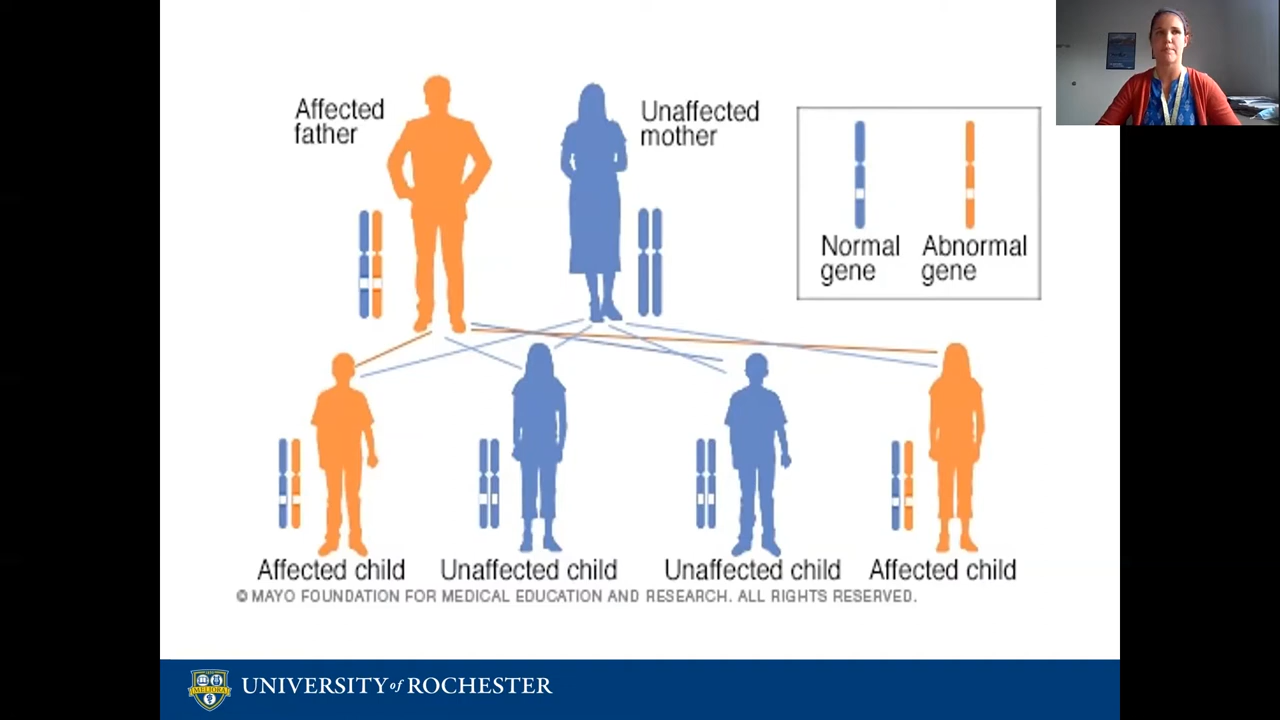 Affected
father
Unaffected
mother
Normal
gene
Abnormal
gene
Affected child
Unaffected child
Unaffected child
Affected child
© MAYO FOUNDATION FOR MEDICAL EDUCATION AND RESEARCH. ALL RIGHTS RESERVED.
MELIORA
UNIVERSITY of ROCHESTER